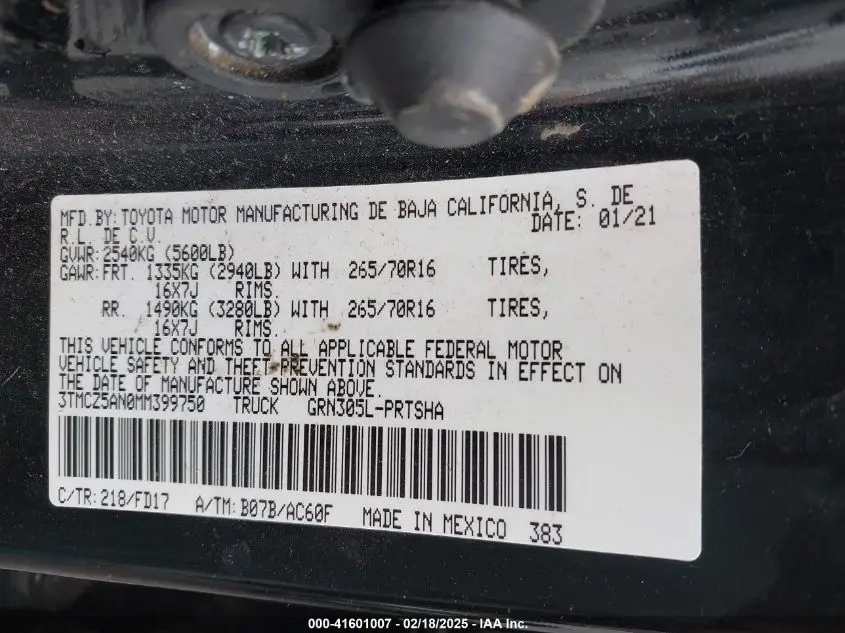 MFD.BY: TOYOTA MOTOR MANUFACTURING DE BAJA CALIFORNIA, S. DE
R.L. DE C.V. DATE: 01/21
GVWR: 2540KG (5600LB)
GAWR: FRT. 1335KG (2940LB) WITH 265/70R16 TIRES,
16X7J RIMS.
RR. 1490KG (3280LB) WITH 265/70R16 TIRES,
16X7J RIMS.
THIS VEHICLE CONFORMS TO ALL APPLICABLE FEDERAL MOTOR
VEHICLE SAFETY AND THEFT PREVENTION STANDARDS IN EFFECT ON
THE DATE OF MANUFACTURE SHOWN ABOVE.
3TMCZ5AN0MM399750 TRUCK GRN305L-PRTSHA
C/TR: 218/FD17 A/TM: B07B/AC60F MADE IN MEXICO 383
000-41601007 - 02/18/2025 - IAA Inc.